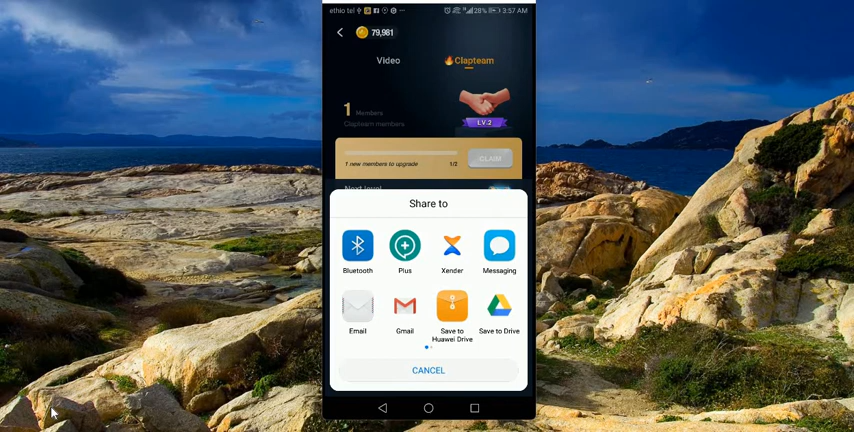 ethio tel 28% 3:57 AM
79,981
Video 🔥Clapteam
1 Members
Clapteam members
LV.2
1 new members to upgrade 1/2 CLAIM
Next level
Share to
Bluetooth Plus Xender Messaging
Email Gmail Save to Huawei Drive Save to Drive
CANCEL